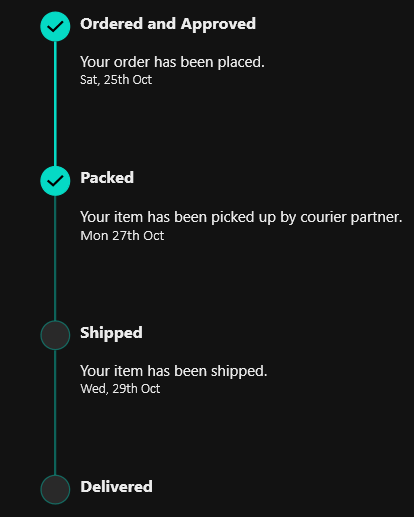 Ordered and Approved
Your order has been placed.
Sat, 25th Oct
Packed
Your item has been picked up by courier partner.
Mon 27th Oct
Shipped
Your item has been shipped.
Wed, 29th Oct
Delivered